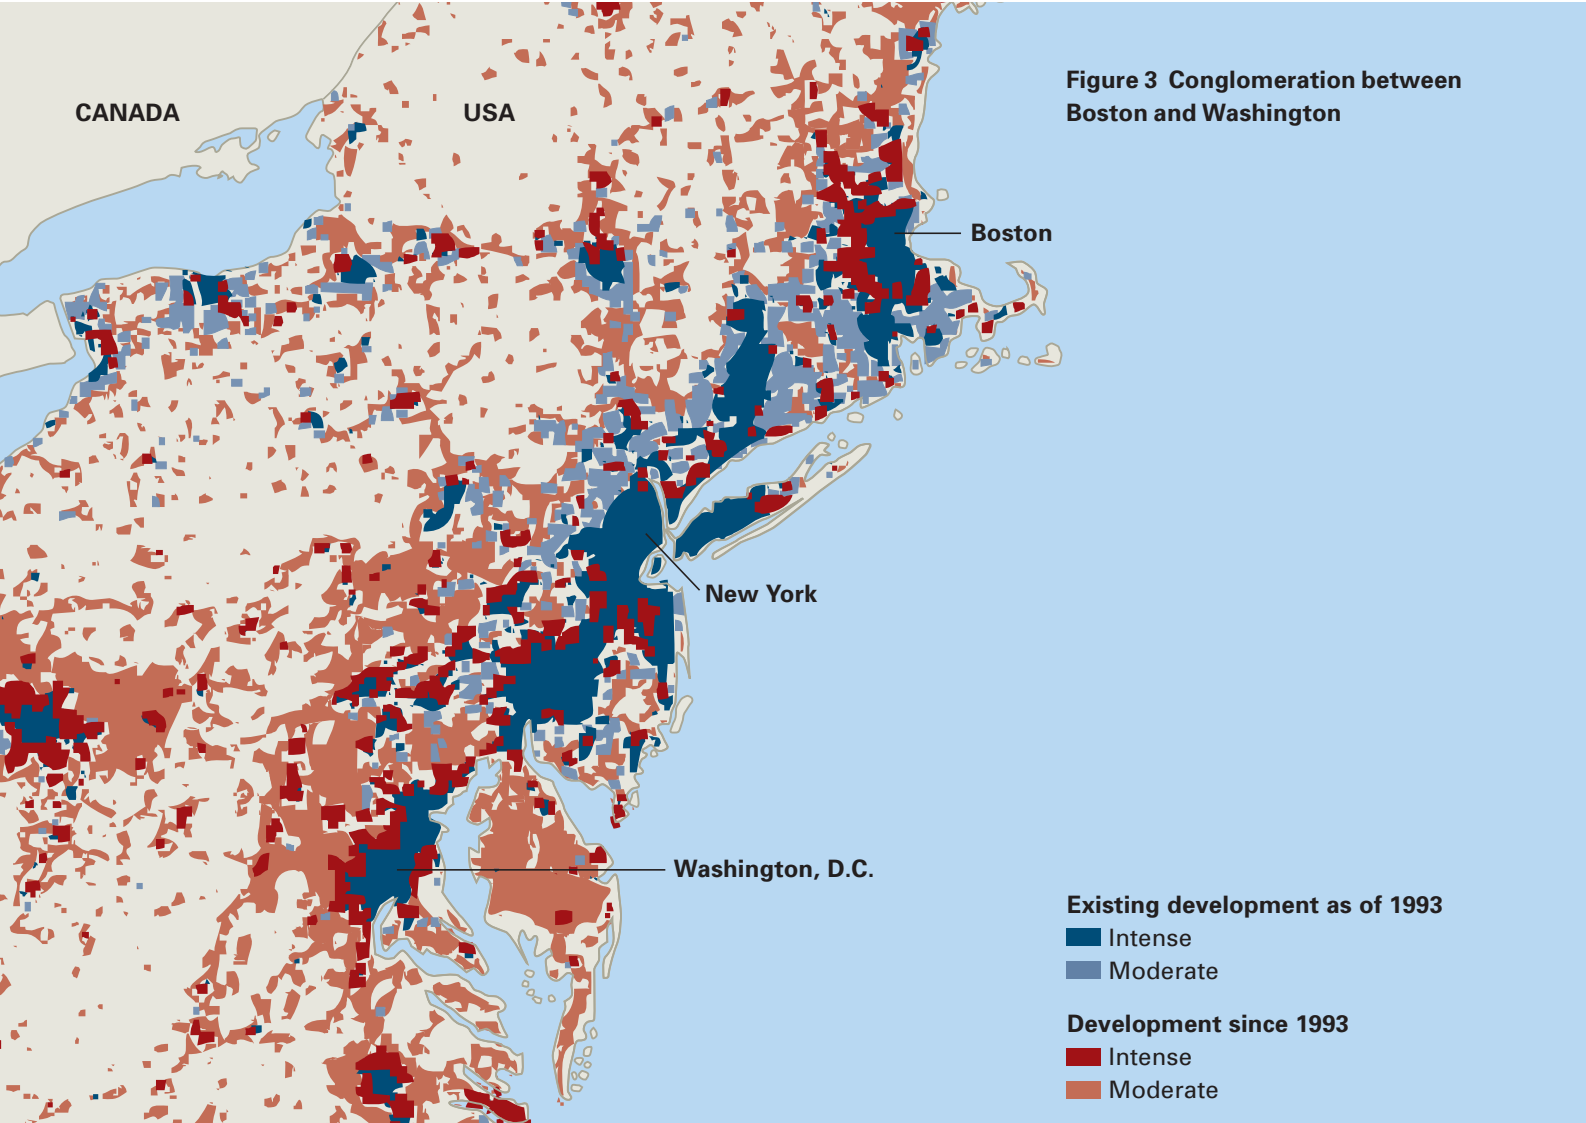 Figure 3 Conglomeration between
Boston and Washington
CANADA
USA
Boston
New York
Washington, D.C.
Existing development as of 1993
Intense
Moderate
Development since 1993
Intense
Moderate